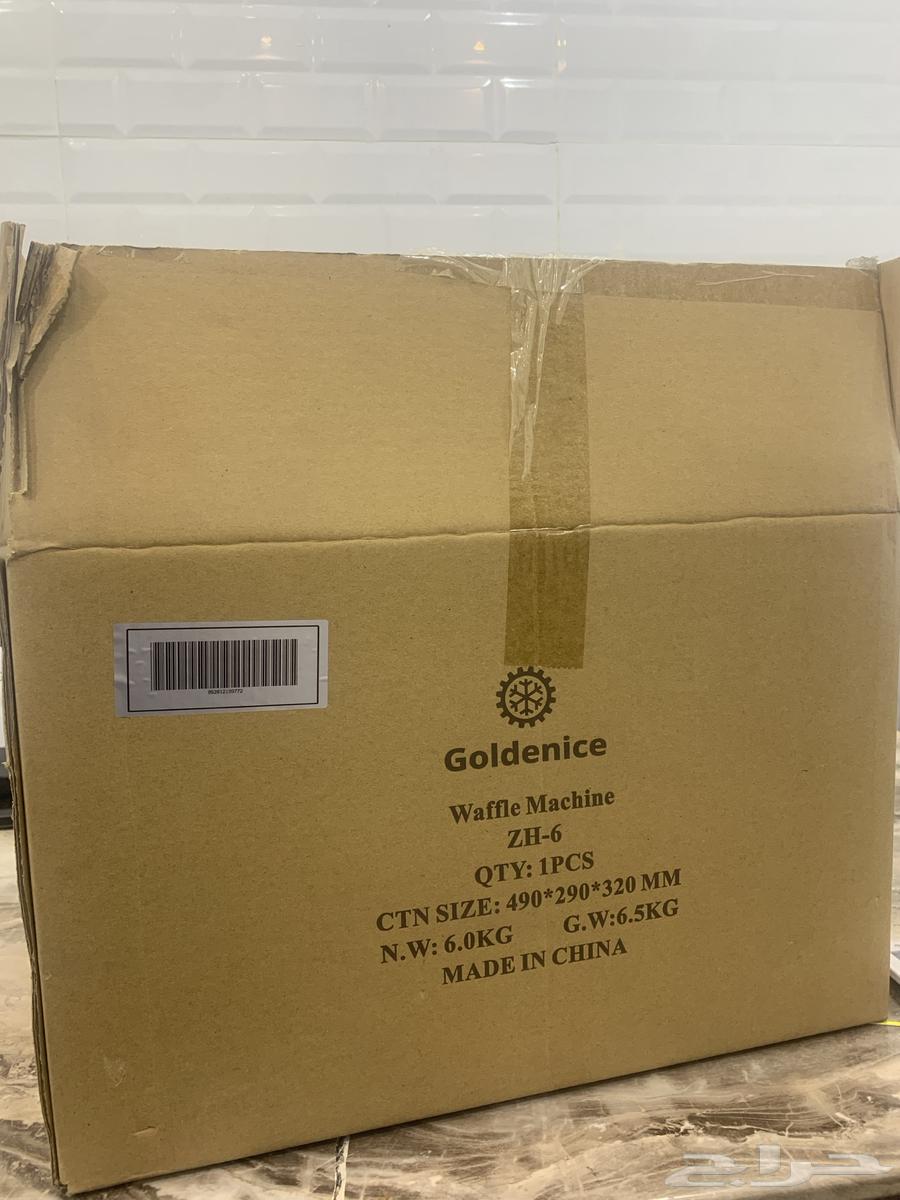 Goldenice
Waffle Machine
ZH-6
QTY: 1PCS
CTN SIZE: 490*290*320 MM
N.W: 6.0KG G.W:6.5KG
MADE IN CHINA
حراج